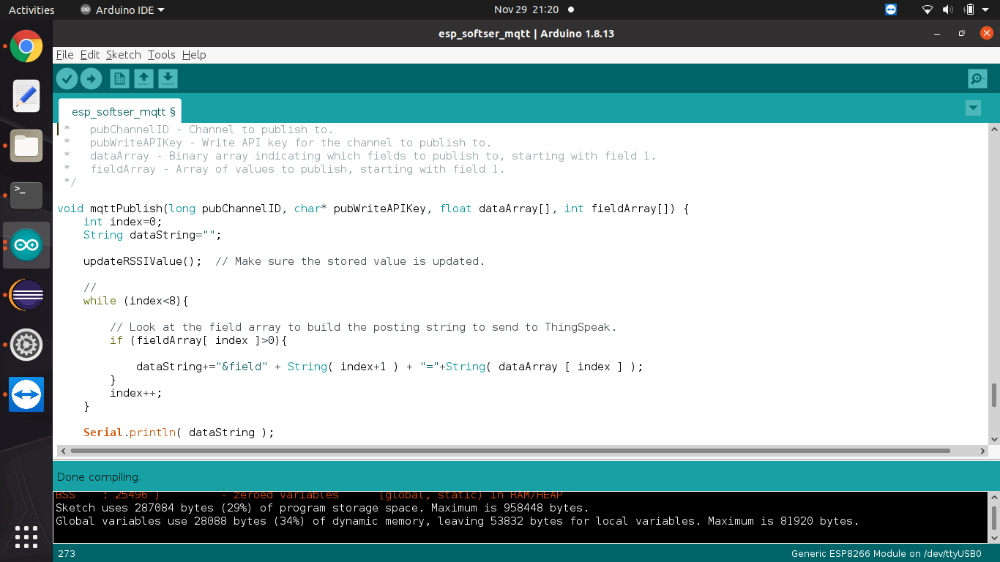 Activities Arduino IDE Nov 29 21:20
esp_softser_mqtt | Arduino 1.8.13
File Edit Sketch Tools Help
esp_softser_mqtt §
 *   pubChannelID - Channel to publish to.
 *   pubWriteAPIKey - Write API key for the channel to publish to.
 *   dataArray - Binary array indicating which fields to publish to, starting with field 1.
 *   fieldArray - Array of values to publish, starting with field 1.
 */
void mqttPublish(long pubChannelID, char* pubWriteAPIKey, float dataArray[], int fieldArray[]) {
    int index=0;
    String dataString="";
    updateRSSIValue();  // Make sure the stored value is updated.
    //
    while (index<8){
        // Look at the field array to build the posting string to send to ThingSpeak.
        if (fieldArray[ index ]>0){
            dataString+="&field" + String( index+1 ) + "="+String( dataArray [ index ] );
        }
        index++;
    }
    Serial.println( dataString );
Done compiling.
BSS    : 25496 )         - zeroed variables      (global, static) in RAM/HEAP
Sketch uses 287084 bytes (29%) of program storage space. Maximum is 958448 bytes.
Global variables use 28088 bytes (34%) of dynamic memory, leaving 53832 bytes for local variables. Maximum is 81920 bytes.
273 Generic ESP8266 Module on /dev/ttyUSB0